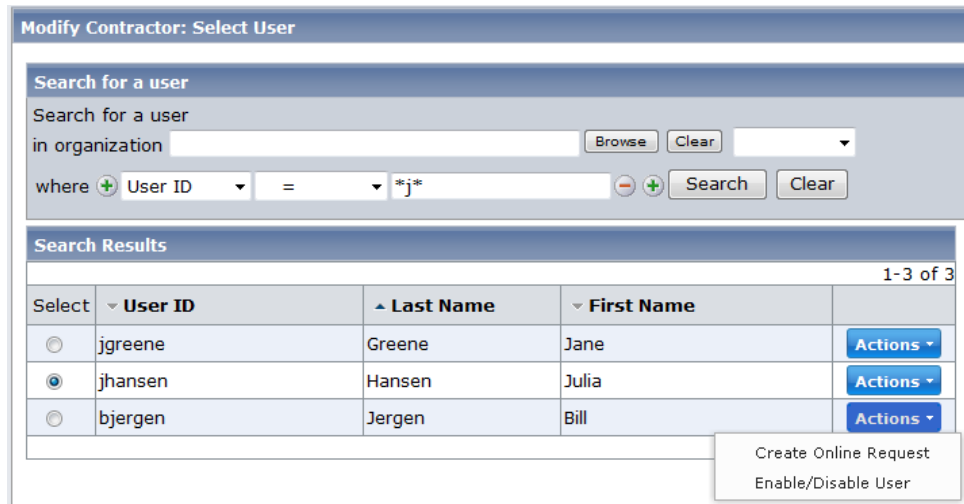 Modify Contractor: Select User
Search for a user
Search for a user
in organization Browse Clear
where User ID = *j* Search Clear
Search Results
1-3 of 3
Select User ID Last Name First Name
jgreene Greene Jane Actions
jhansen Hansen Julia Actions
bjergen Jergen Bill Actions
Create Online Request
Enable/Disable User